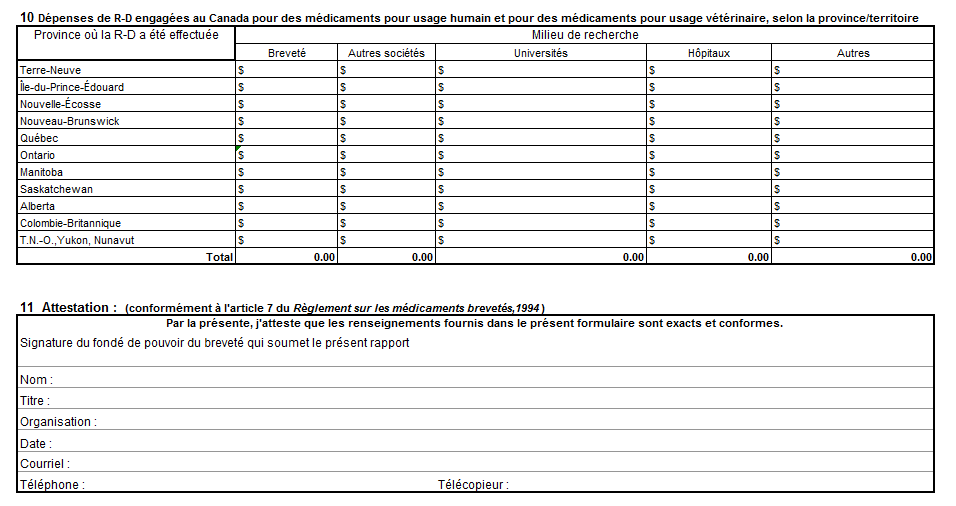 10 Dépenses de R-D engagées au Canada pour des médicaments pour usage humain et pour des médicaments pour usage vétérinaire, selon la province/territoire
Province où la R-D a été effectuée Milieu de recherche
Breveté Autres sociétés Universités Hôpitaux Autres
Terre-Neuve $ $ $ $ $
Île-du-Prince-Édouard $ $ $ $ $
Nouvelle-Écosse $ $ $ $ $
Nouveau-Brunswick $ $ $ $ $
Québec $ $ $ $ $
Ontario $ $ $ $ $
Manitoba $ $ $ $ $
Saskatchewan $ $ $ $ $
Alberta $ $ $ $ $
Colombie-Britannique $ $ $ $ $
T.N.-O.,Yukon, Nunavut $ $ $ $ $
Total 0.00 0.00 0.00 0.00 0.00
11 Attestation : (conformément à l'article 7 du Règlement sur les médicaments brevetés,1994)
Par la présente, j'atteste que les renseignements fournis dans le présent formulaire sont exacts et conformes.
Signature du fondé de pouvoir du breveté qui soumet le présent rapport
Nom :
Titre :
Organisation :
Date :
Courriel :
Téléphone : Télécopieur :